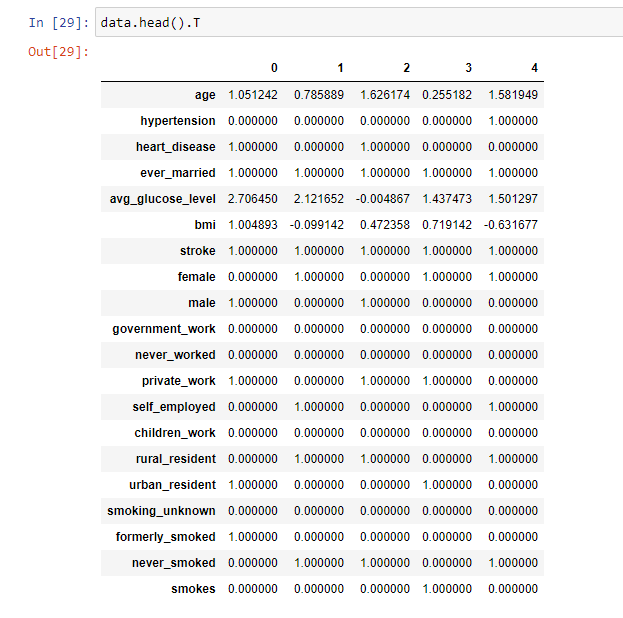 In [29]: data.head().T
Out[29]:
0 1 2 3 4
age 1.051242 0.785889 1.626174 0.255182 1.581949
hypertension 0.000000 0.000000 0.000000 0.000000 1.000000
heart_disease 1.000000 0.000000 1.000000 0.000000 0.000000
ever_married 1.000000 1.000000 1.000000 1.000000 1.000000
avg_glucose_level 2.706450 2.121652 -0.004867 1.437473 1.501297
bmi 1.004893 -0.099142 0.472358 0.719142 -0.631677
stroke 1.000000 1.000000 1.000000 1.000000 1.000000
female 0.000000 1.000000 0.000000 1.000000 1.000000
male 1.000000 0.000000 1.000000 0.000000 0.000000
government_work 0.000000 0.000000 0.000000 0.000000 0.000000
never_worked 0.000000 0.000000 0.000000 0.000000 0.000000
private_work 1.000000 0.000000 1.000000 1.000000 0.000000
self_employed 0.000000 1.000000 0.000000 0.000000 1.000000
children_work 0.000000 0.000000 0.000000 0.000000 0.000000
rural_resident 0.000000 1.000000 1.000000 0.000000 1.000000
urban_resident 1.000000 0.000000 0.000000 1.000000 0.000000
smoking_unknown 0.000000 0.000000 0.000000 0.000000 0.000000
formerly_smoked 1.000000 0.000000 0.000000 0.000000 0.000000
never_smoked 0.000000 1.000000 1.000000 0.000000 1.000000
smokes 0.000000 0.000000 0.000000 1.000000 0.000000